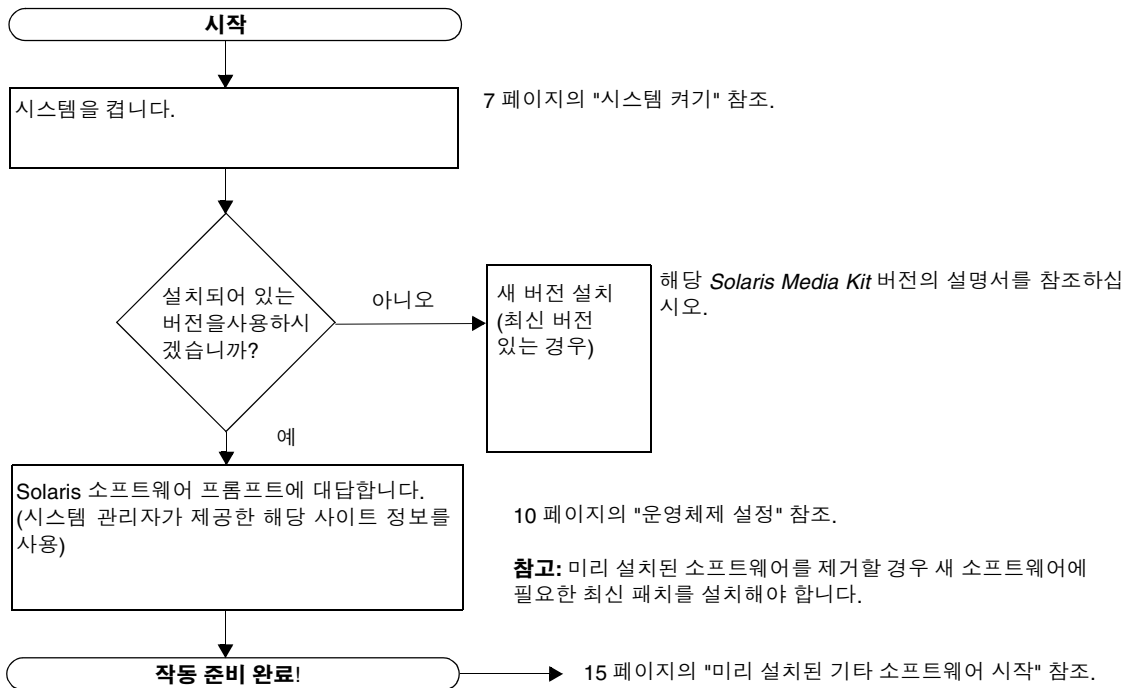 시작
시스템을 켭니다.
7 페이지의 "시스템 켜기" 참조.
설치되어 있는
버전을사용하시
겠습니까?
아니오
새 버전 설치
(최신 버전
있는 경우)
해당 Solaris Media Kit 버전의 설명서를 참조하십
시오.
예
Solaris 소프트웨어 프롬프트에 대답합니다.
(시스템 관리자가 제공한 해당 사이트 정보를
사용)
10 페이지의 "운영체제 설정" 참조.
참고: 미리 설치된 소프트웨어를 제거할 경우 새 소프트웨어에
필요한 최신 패치를 설치해야 합니다.
작동 준비 완료!
15 페이지의 "미리 설치된 기타 소프트웨어 시작" 참조.